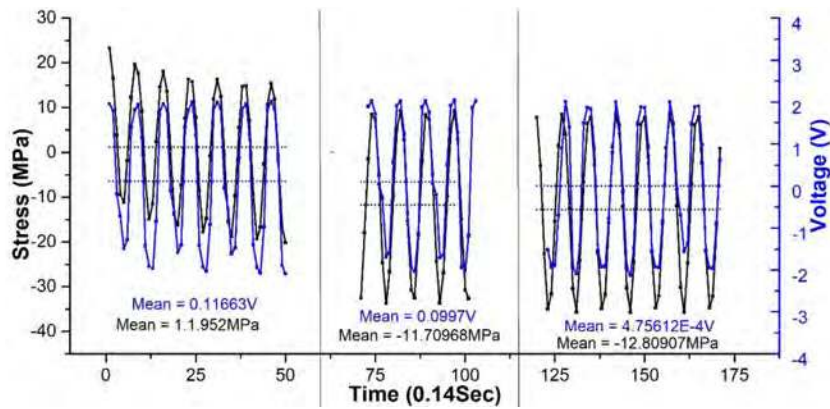 Stress (MPa)
30
20
10
0
-10
-20
-30
-40
Mean = 0.11663V
Mean = 1.1.952MPa
Mean = 0.0997V
Mean = -11.70968MPa
Mean = 4.75612E-4V
Mean = -12.80907MPa
0 25 50 75 100 125 150 175
Time (0.14Sec)
4
3
2
1
0
-1
-2
-3
-4
Voltage (V)